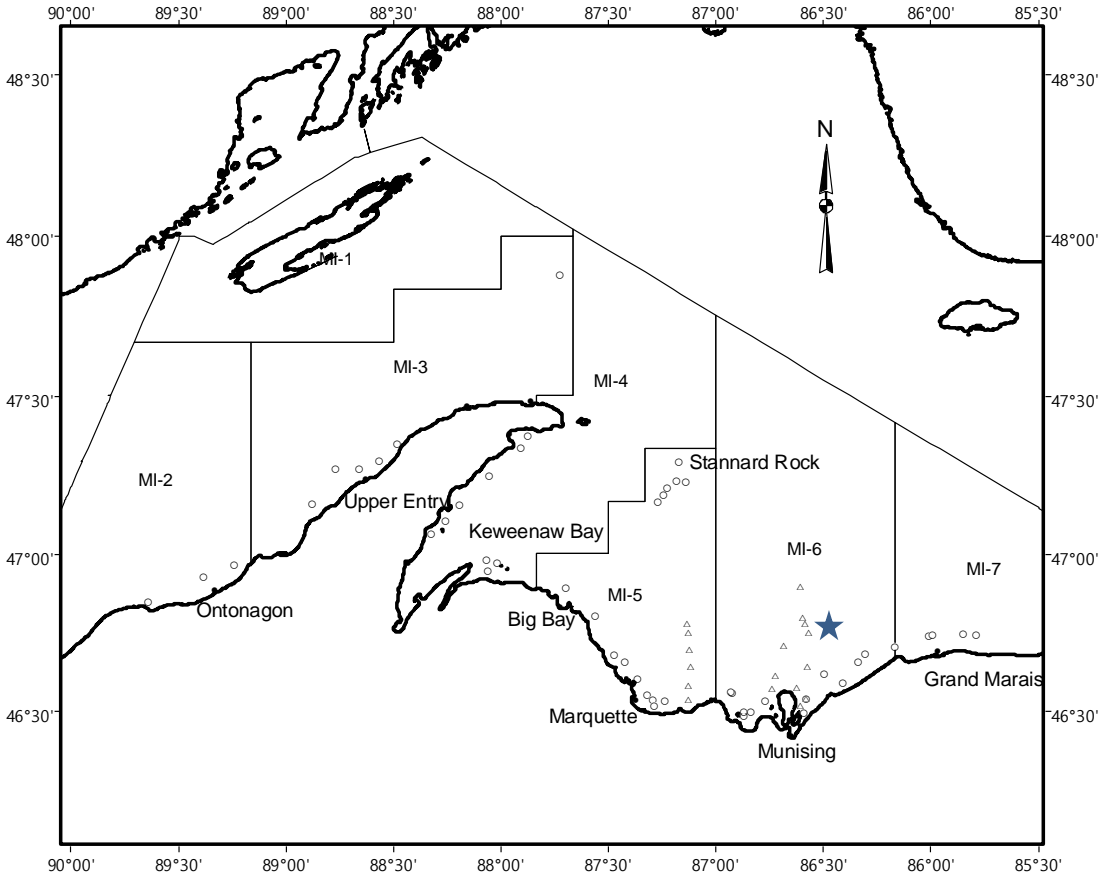 90°00' 89°30' 89°00' 88°30' 88°00' 87°30' 87°00' 86°30' 86°00' 85°30'
48°30' 48°30'
N
48°00' 48°00'
MI-1
MI-3
MI-4
47°30' 47°30'
Stannard Rock
MI-2
Upper Entry
Keweenaw Bay
MI-6
47°00' 47°00'
MI-7
MI-5
Ontonagon
Big Bay
Grand Marais
46°30' 46°30'
Marquette
Munising
90°00' 89°30' 89°00' 88°30' 88°00' 87°30' 87°00' 86°30' 86°00' 85°30'